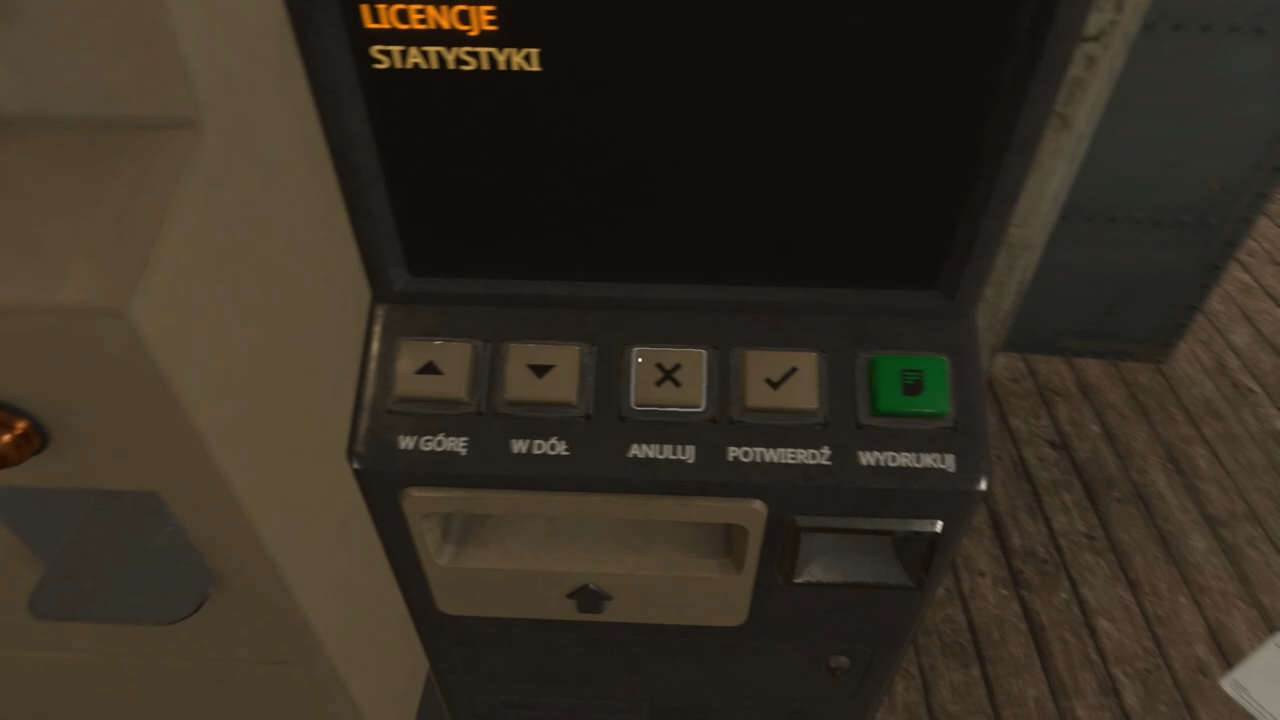 LICENCJE
STATYSTYKI
W GÓRĘ
W DÓŁ
ANULUJ
POTWIERDŹ
WYDRUKUJ